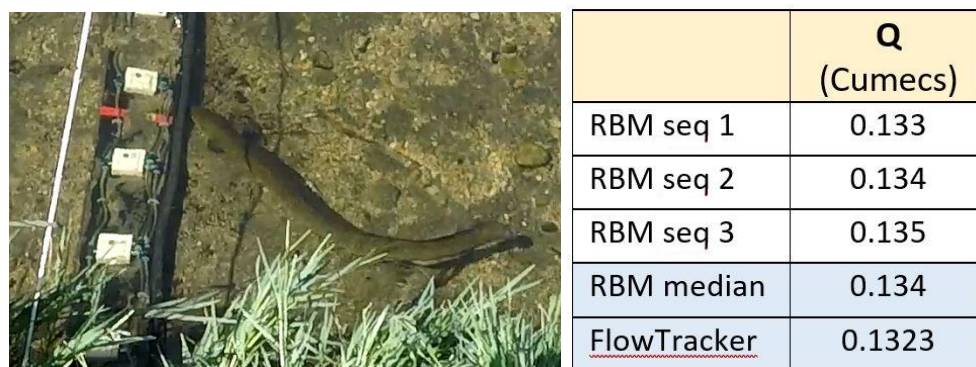 Q
(Cumecs)
RBM seq 1 0.133
RBM seq 2 0.134
RBM seq 3 0.135
RBM median 0.134
FlowTracker 0.1323